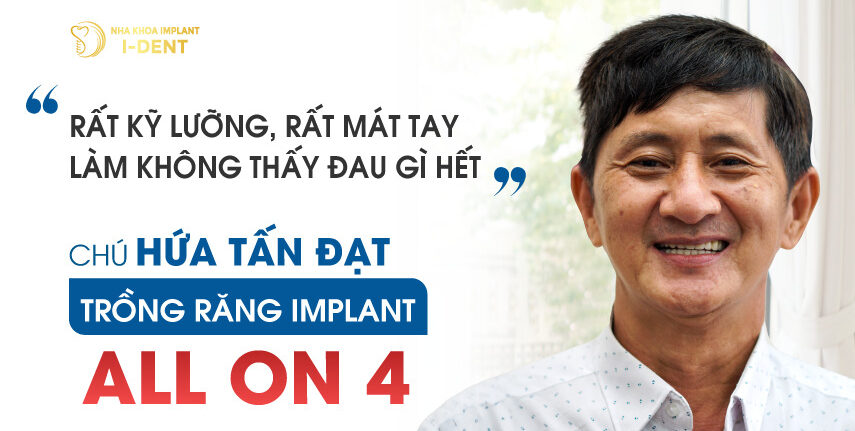 NHA KHOA IMPLANT
I-DENT
“ RẤT KỸ LƯỠNG, RẤT MÁT TAY
LÀM KHÔNG THẤY ĐAU GÌ HẾT ”
CHÚ HỨA TẤN ĐẠT
TRỒNG RĂNG IMPLANT
ALL ON 4